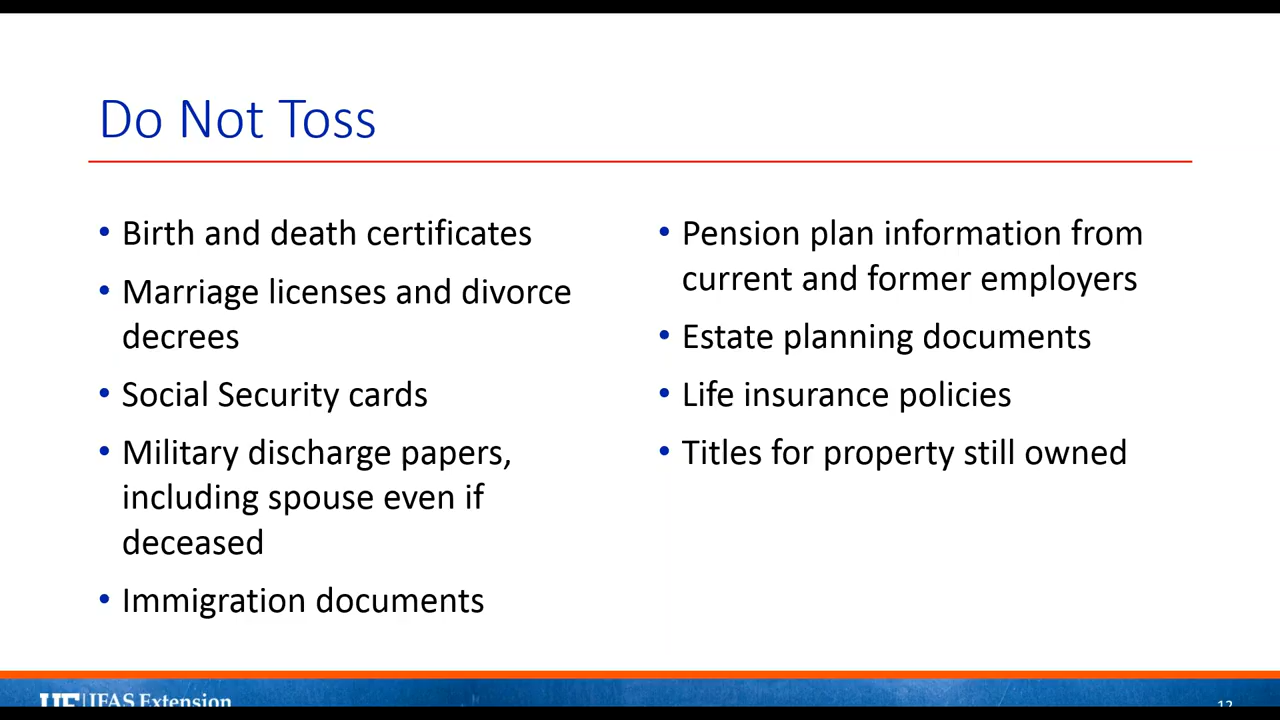 Do Not Toss
• Birth and death certificates
• Marriage licenses and divorce
decrees
• Social Security cards
• Military discharge papers,
including spouse even if
deceased
• Immigration documents
• Pension plan information from
current and former employers
• Estate planning documents
• Life insurance policies
• Titles for property still owned
UF | IFAS Extension
12